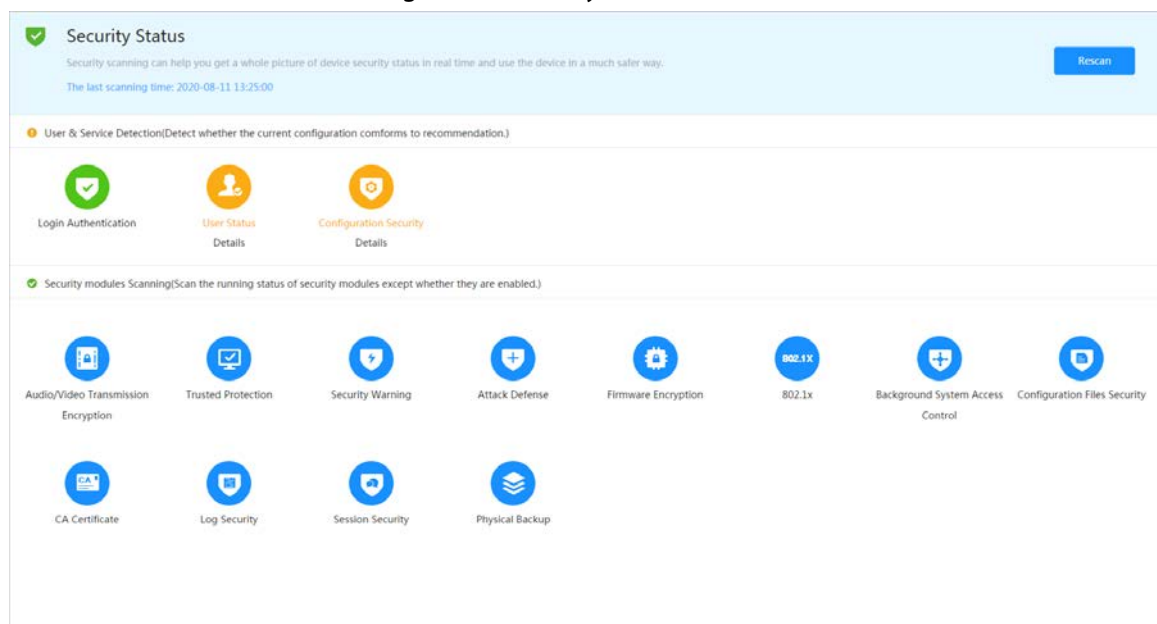 Security Status
Security scanning can help you get a whole picture of device security status in real time and use the device in a much safer way.
Rescan
The last scanning time: 2020-08-11 13:25:00
User & Service Detection(Detect whether the current configuration comforms to recommendation.)
Login Authentication
User Status
Configuration Security
Details
Details
Security modules Scanning(Scan the running status of security modules except whether they are enabled.)
802.1X
Audio/Video Transmission
Encryption
Trusted Protection
Security Warning
Attack Defense
Firmware Encryption
802.1x
Background System Access
Control
Configuration Files Security
CA
CA Certificate
Log Security
Session Security
Physical Backup